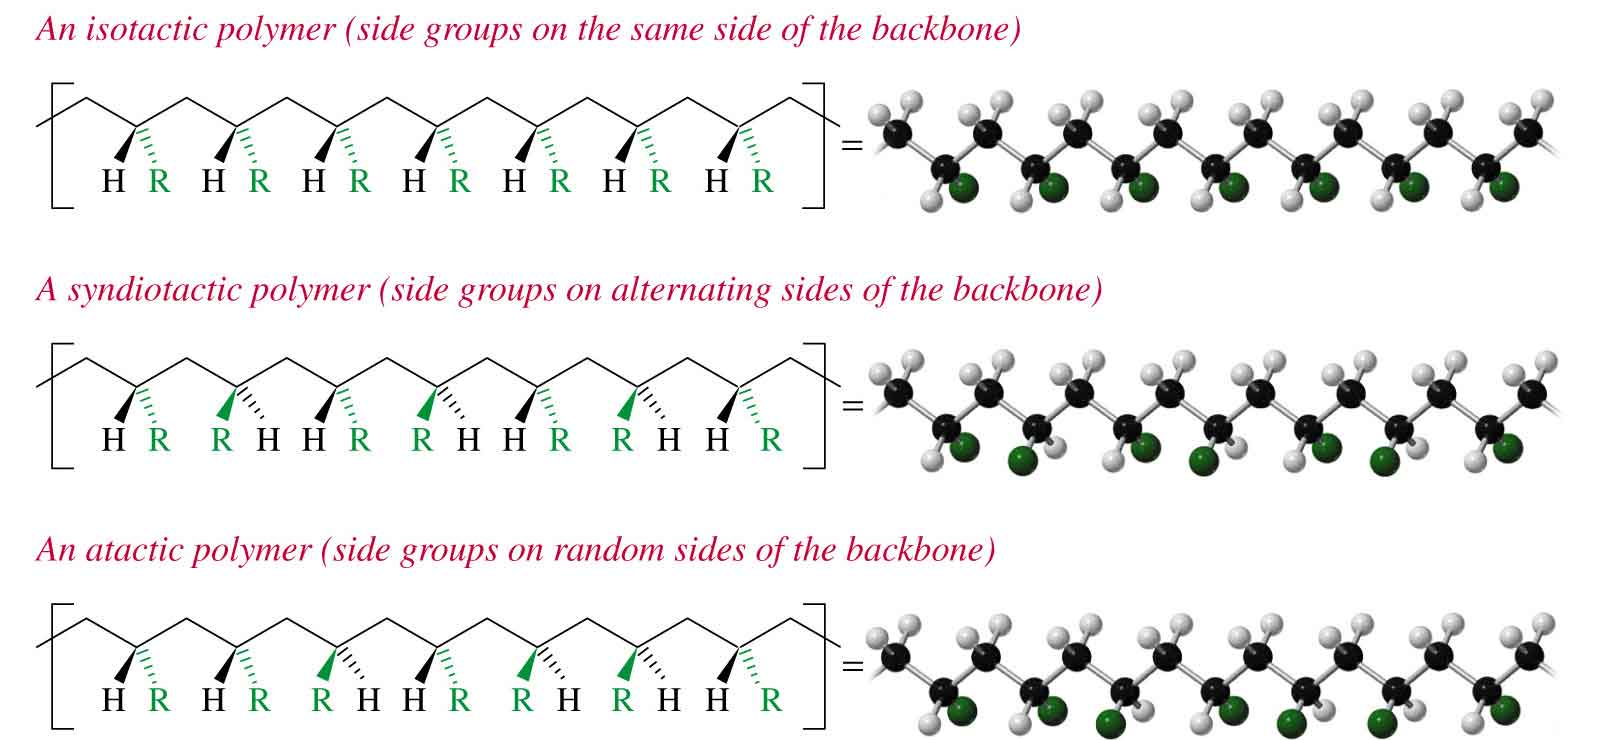 An isotactic polymer (side groups on the same side of the backbone)
H R H R H R H R H R H R H R
=
A syndiotactic polymer (side groups on alternating sides of the backbone)
H R R H H R R H H R R H H R
=
An atactic polymer (side groups on random sides of the backbone)
H R H R R H H R R H R H H R
=